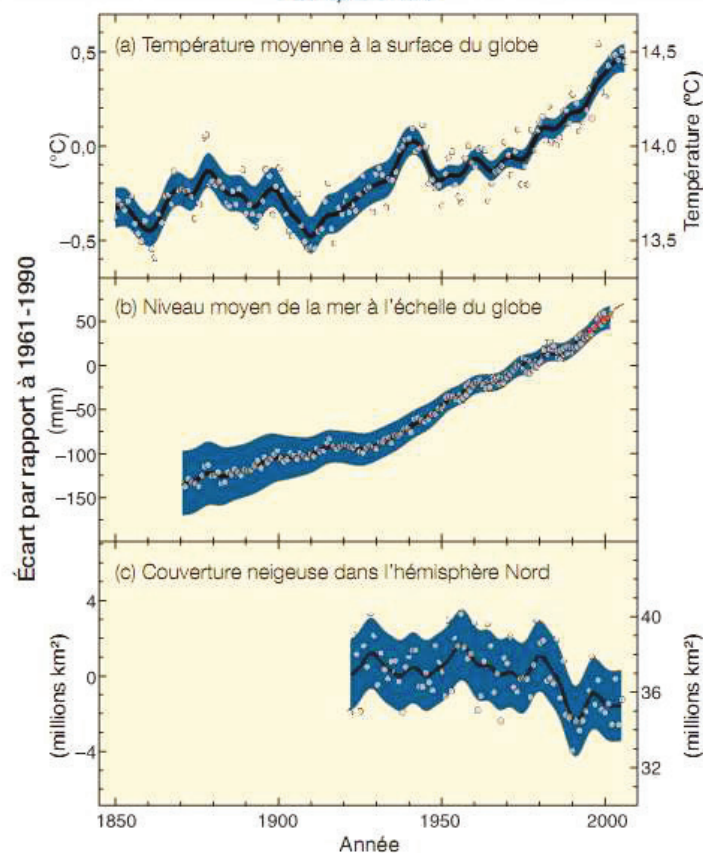 (a) Température moyenne à la surface du globe
0,5
0,0
−0,5
(°C)
14,5
14,0
13,5
Température (°C)
Écart par rapport à 1961-1990
(b) Niveau moyen de la mer à l'échelle du globe
50
0
−50
−100
−150
(mm)
(c) Couverture neigeuse dans l'hémisphère Nord
4
0
−4
(millions km²)
40
36
32
(millions km²)
1850
1900
1950
2000
Année